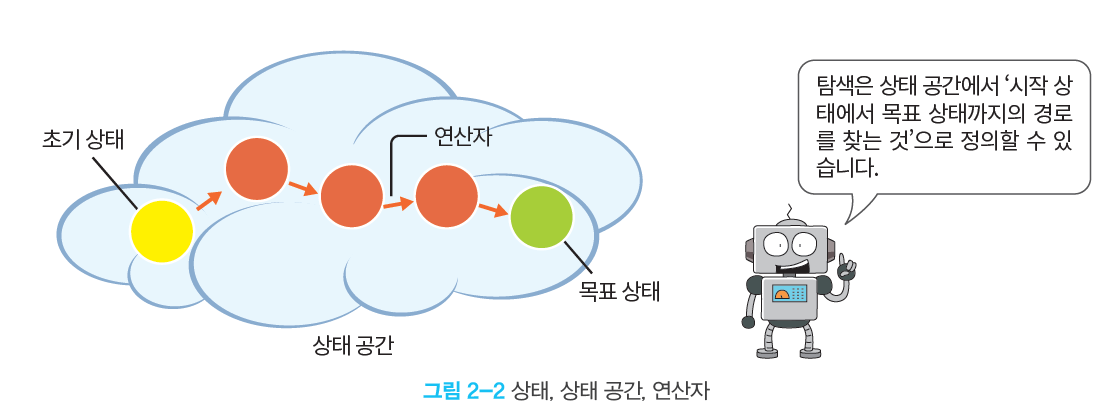 초기 상태
연산자
목표 상태
상태 공간
탐색은 상태 공간에서 ‘시작 상
태에서 목표 상태까지의 경로
를 찾는 것’으로 정의할 수 있
습니다.
그림 2-2 상태, 상태 공간, 연산자